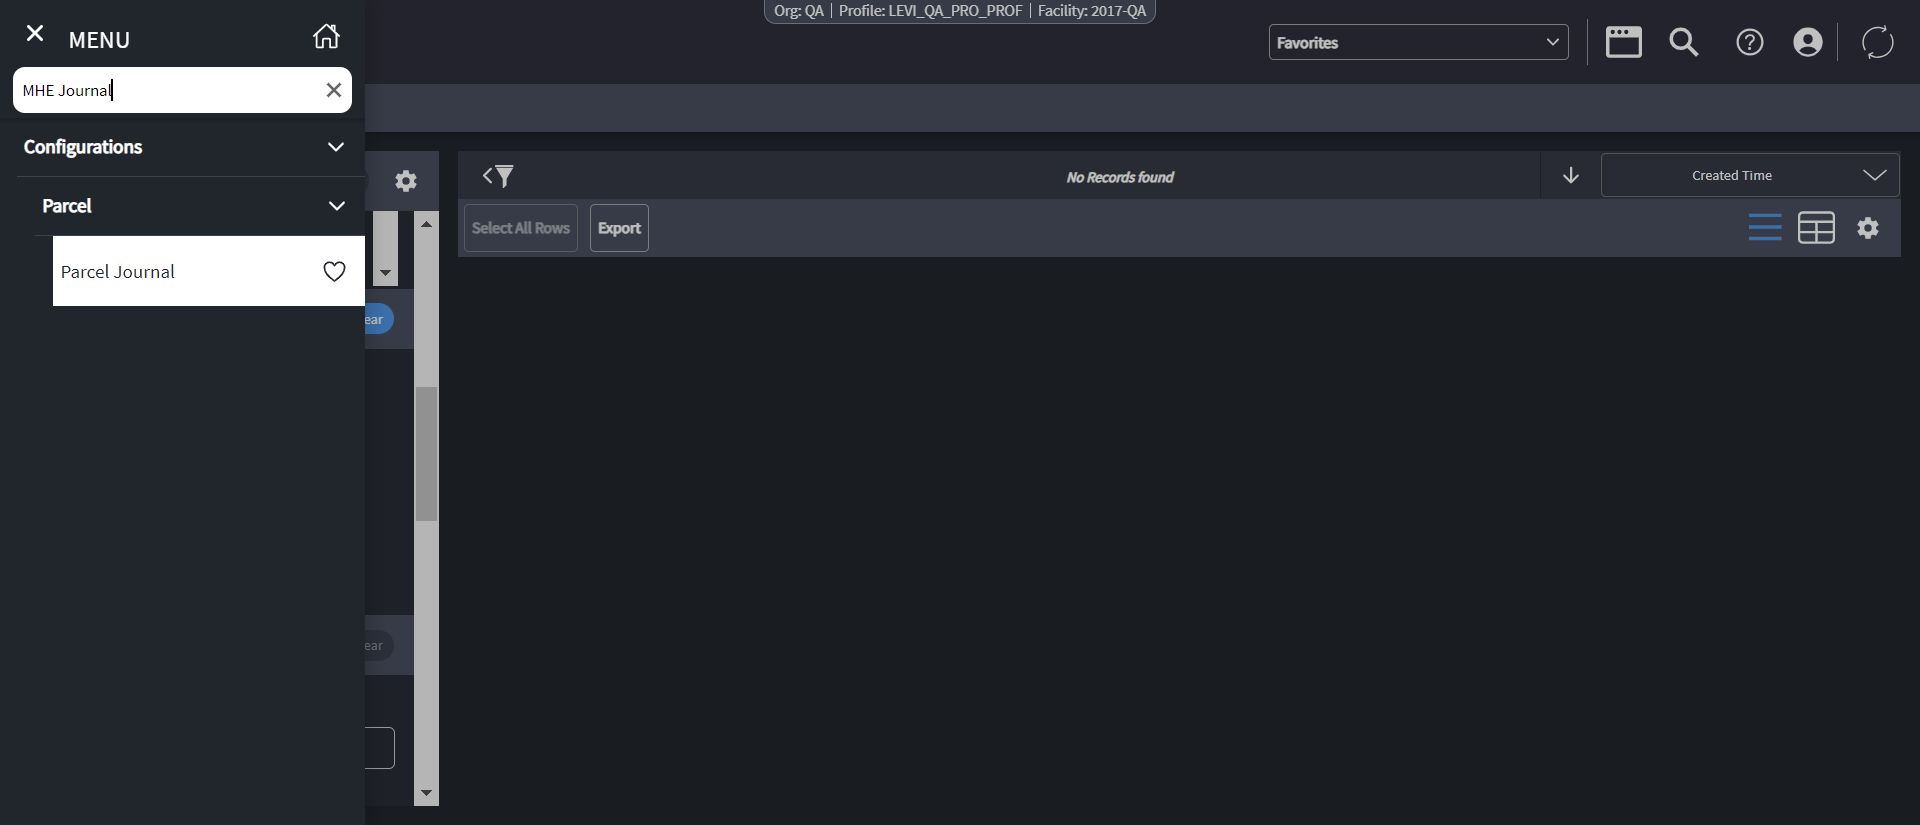 Org: QA | Profile: LEVI_QA_PRO_PROF | Facility: 2017-QA
MENU
Favorites
MHE Journal
Configurations
Parcel
Parcel Journal
No Records found
Created Time
Select All Rows
Export
ear
ear